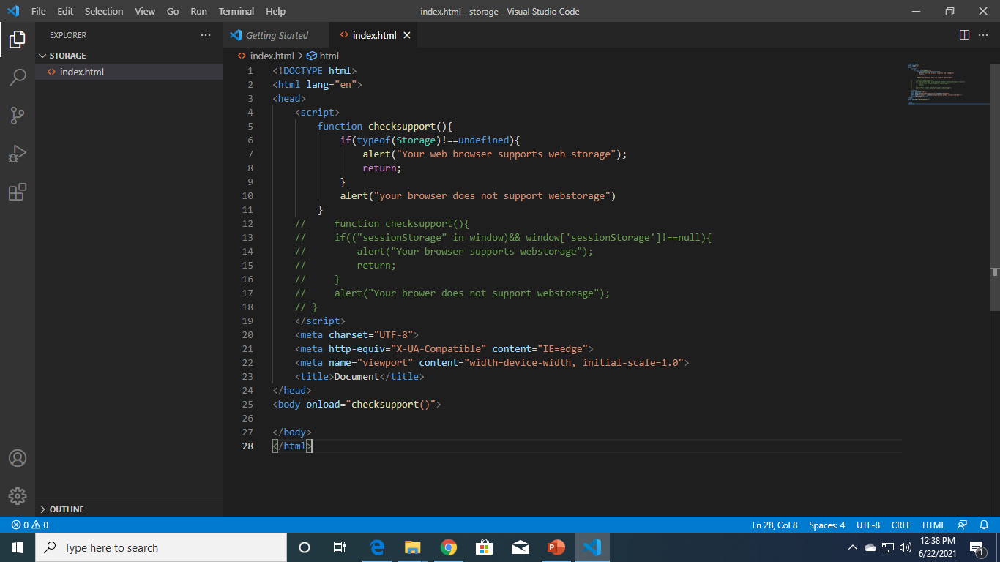 File Edit Selection View Go Run Terminal Help
index.html - storage - Visual Studio Code
EXPLORER
STORAGE
index.html
OUTLINE
Getting Started
index.html
index.html > html
1 <!DOCTYPE html>
2 <html lang="en">
3 <head>
4 <script>
5 function checksupport(){
6 if(typeof(Storage)!==undefined){
7 alert("Your web browser supports web storage");
8 return;
9 }
10 alert("your browser does not support webstorage")
11 }
12 // function checksupport(){
13 // if(("sessionStorage" in window)&& window['sessionStorage']!==null){
14 // alert("Your browser supports webstorage");
15 // return;
16 // }
17 // alert("Your brower does not support webstorage");
18 // }
19 </script>
20 <meta charset="UTF-8">
21 <meta http-equiv="X-UA-Compatible" content="IE=edge">
22 <meta name="viewport" content="width=device-width, initial-scale=1.0">
23 <title>Document</title>
24 </head>
25 <body onload="checksupport()">
26
27 </body>
28 </html>
0 0
Ln 28, Col 8 Spaces: 4 UTF-8 CRLF HTML
Type here to search
12:38 PM
6/22/2021
1